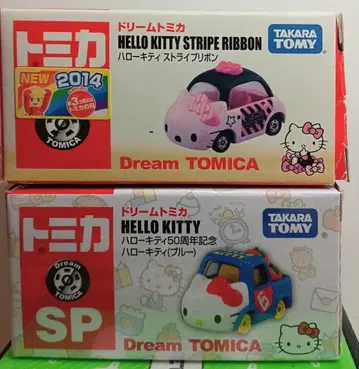 トミカ
ドリームトミカ
HELLO KITTY STRIPE RIBBON
ハローキティ ストライプリボン
TAKARA
TOMY
NEW
2014
TOMICA
Dream TOMICA
トミカ
ドリームトミカ
HELLO KITTY
ハローキティ50周年記念
ハローキティ(ブルー)
TAKARA
TOMY
Dream
TOMICA
SP
Dream TOMICA